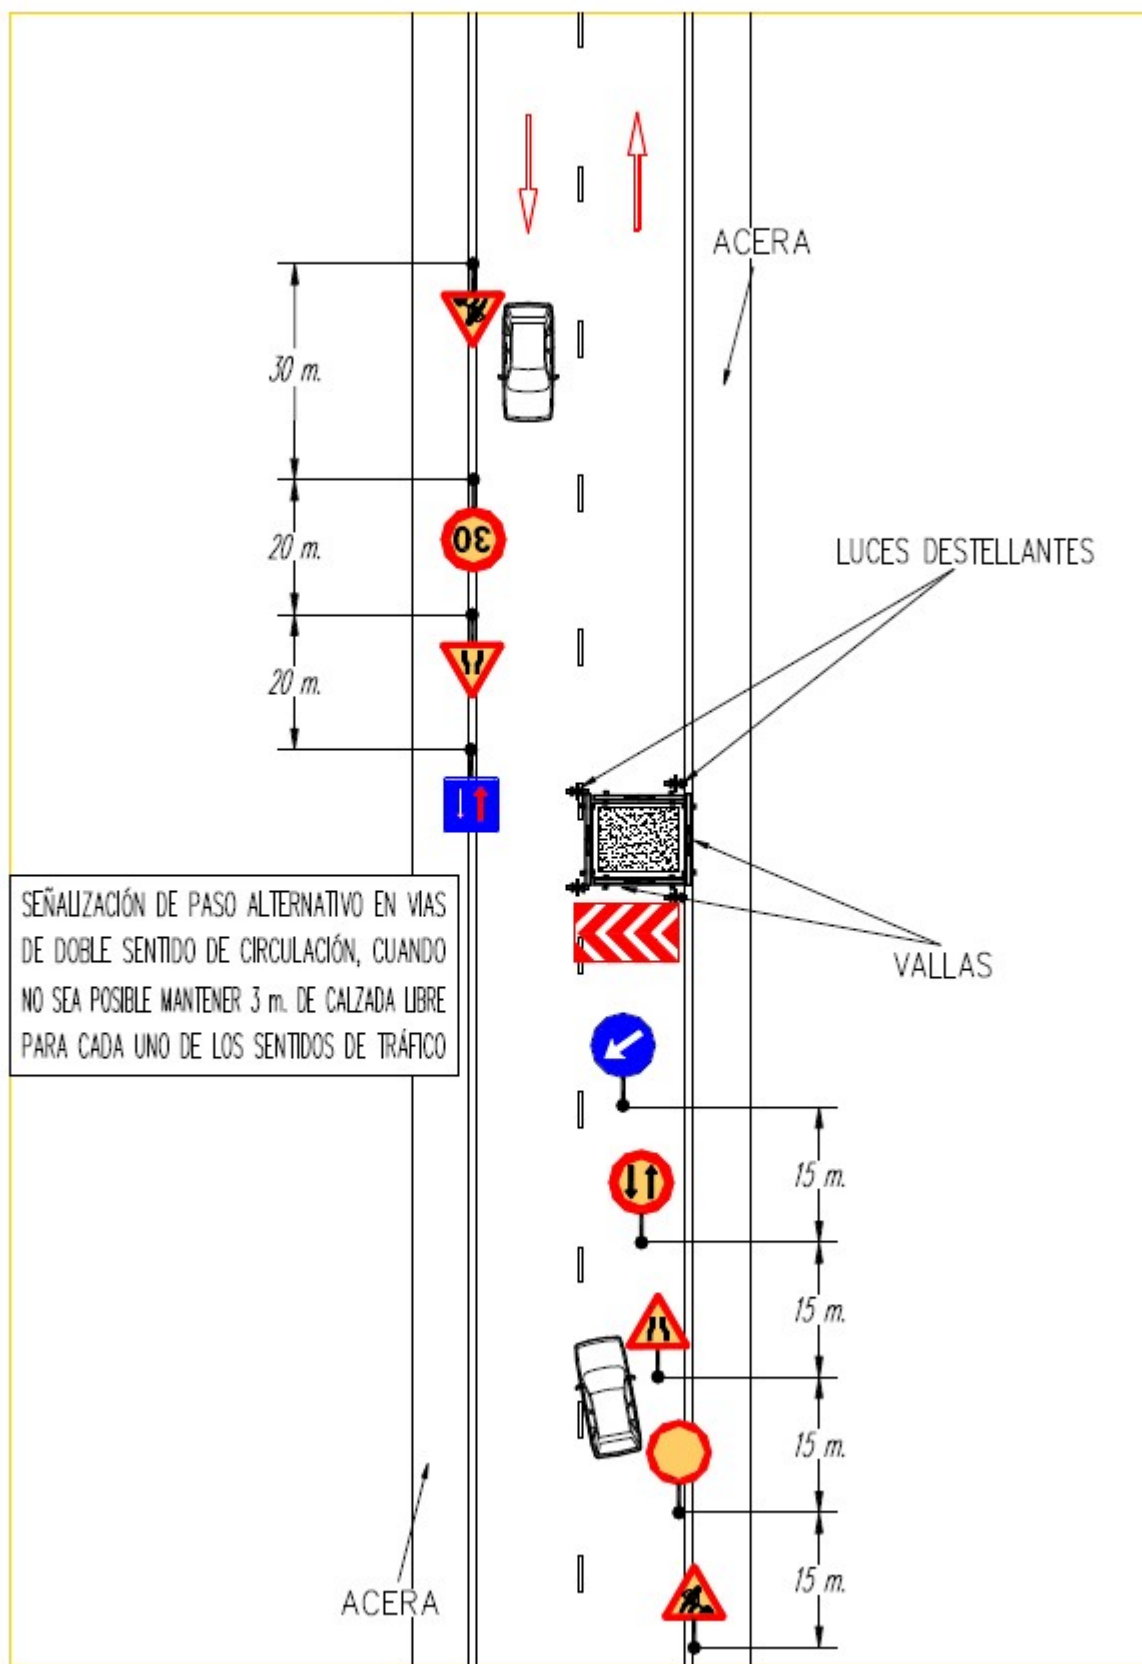 ACERA
30 m.
20 m.
30
LUCES DESTELLANTES
20 m.
SEÑALIZACIÓN DE PASO ALTERNATIVO EN VIAS
DE DOBLE SENTIDO DE CIRCULACIÓN, CUANDO
NO SEA POSIBLE MANTENER 3 m. DE CALZADA LIBRE
PARA CADA UNO DE LOS SENTIDOS DE TRÁFICO
VALLAS
15 m.
15 m.
15 m.
15 m.
ACERA